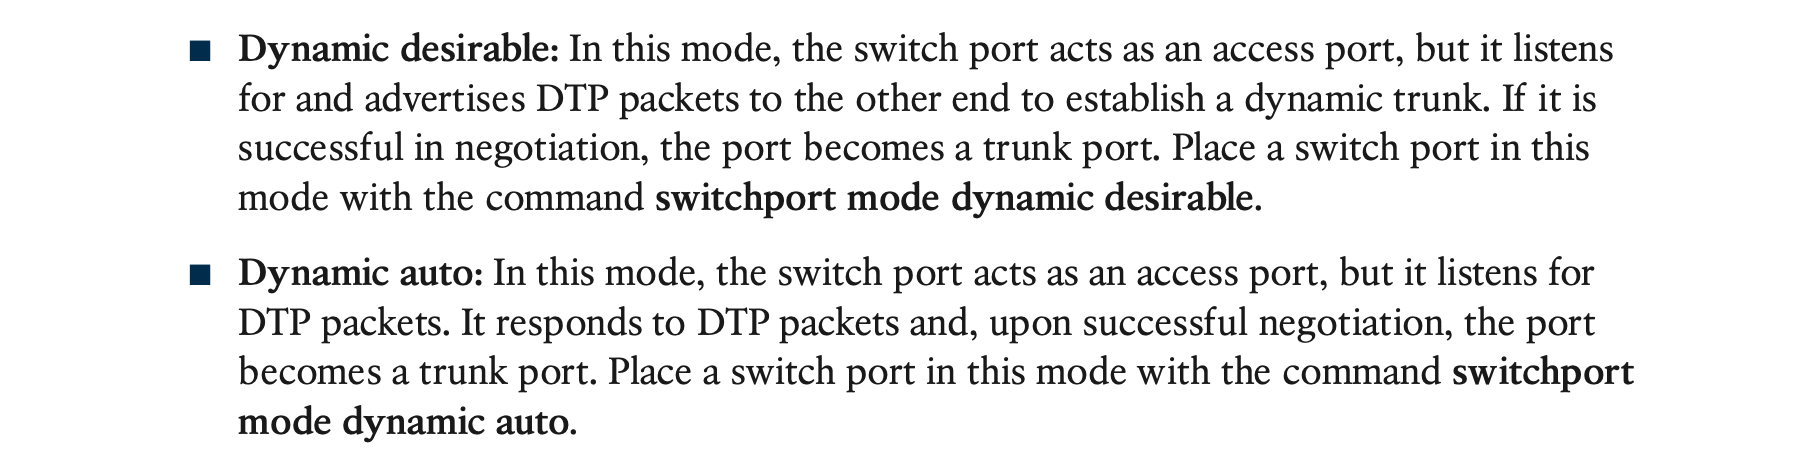 ■ Dynamic desirable: In this mode, the switch port acts as an access port, but it listens
for and advertises DTP packets to the other end to establish a dynamic trunk. If it is
successful in negotiation, the port becomes a trunk port. Place a switch port in this
mode with the command switchport mode dynamic desirable.
■ Dynamic auto: In this mode, the switch port acts as an access port, but it listens for
DTP packets. It responds to DTP packets and, upon successful negotiation, the port
becomes a trunk port. Place a switch port in this mode with the command switchport
mode dynamic auto.